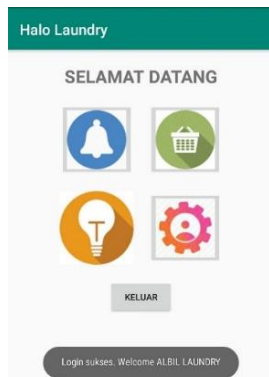 Halo Laundry
SELAMAT DATANG
KELUAR
Login sukses. Welcome ALBIL LAUNDRY